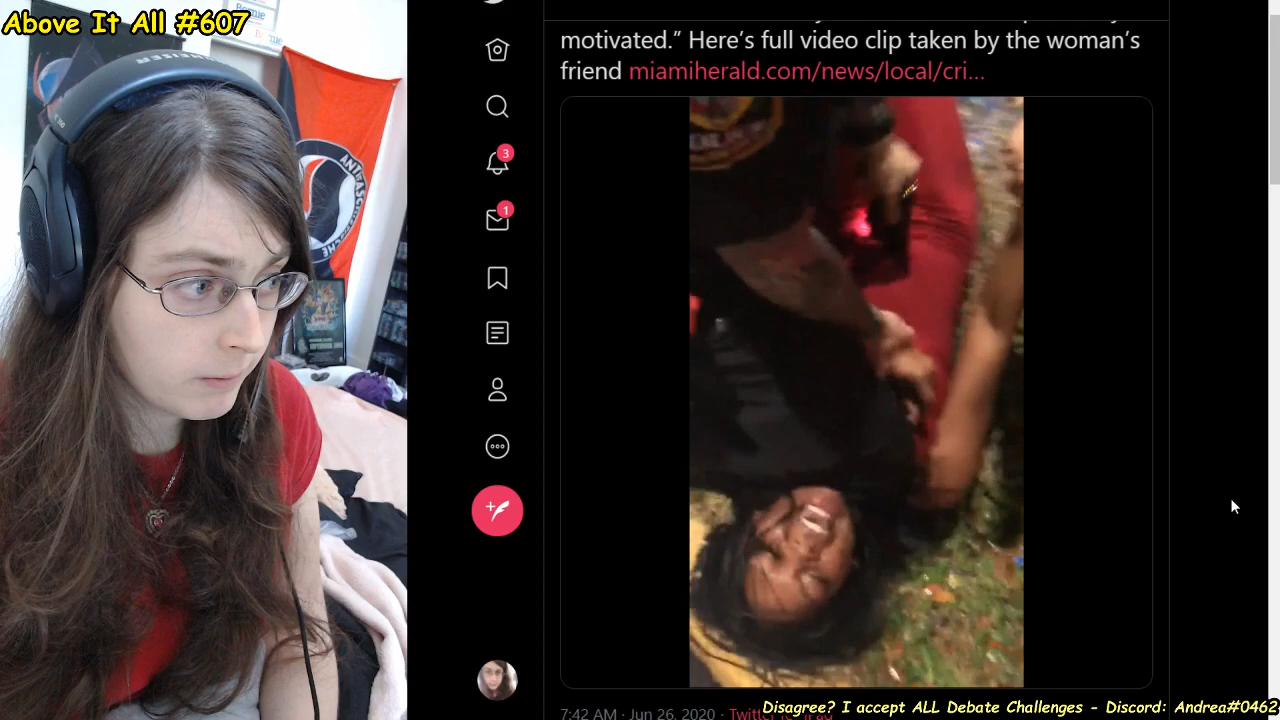 Above It All #607
motivated.“ Here’s full video clip taken by the woman’s
friend miamiherald.com/news/local/cri...
3
1
7:42 AM · Jun 26, 2020 ·
Disagree? I accept ALL Debate Challenges - Discord: Andrea#0462